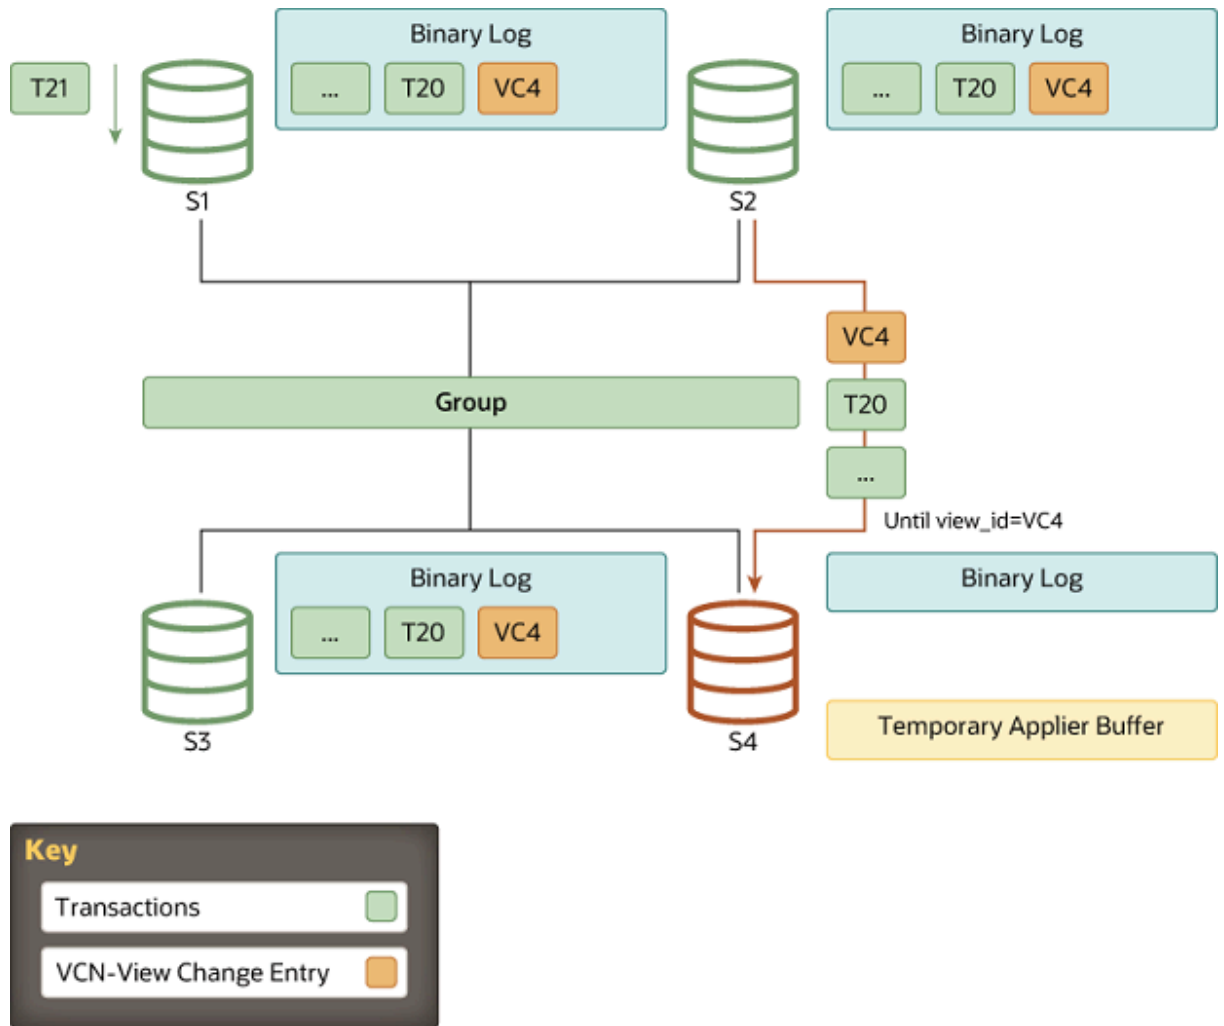 Binary Log
Binary Log
T21
... T20 VC4
... T20 VC4
S1
S2
VC4
Group
T20
...
Until view_id=VC4
Binary Log
Binary Log
... T20 VC4
S3
S4
Temporary Applier Buffer
Key
Transactions
VCN-View Change Entry